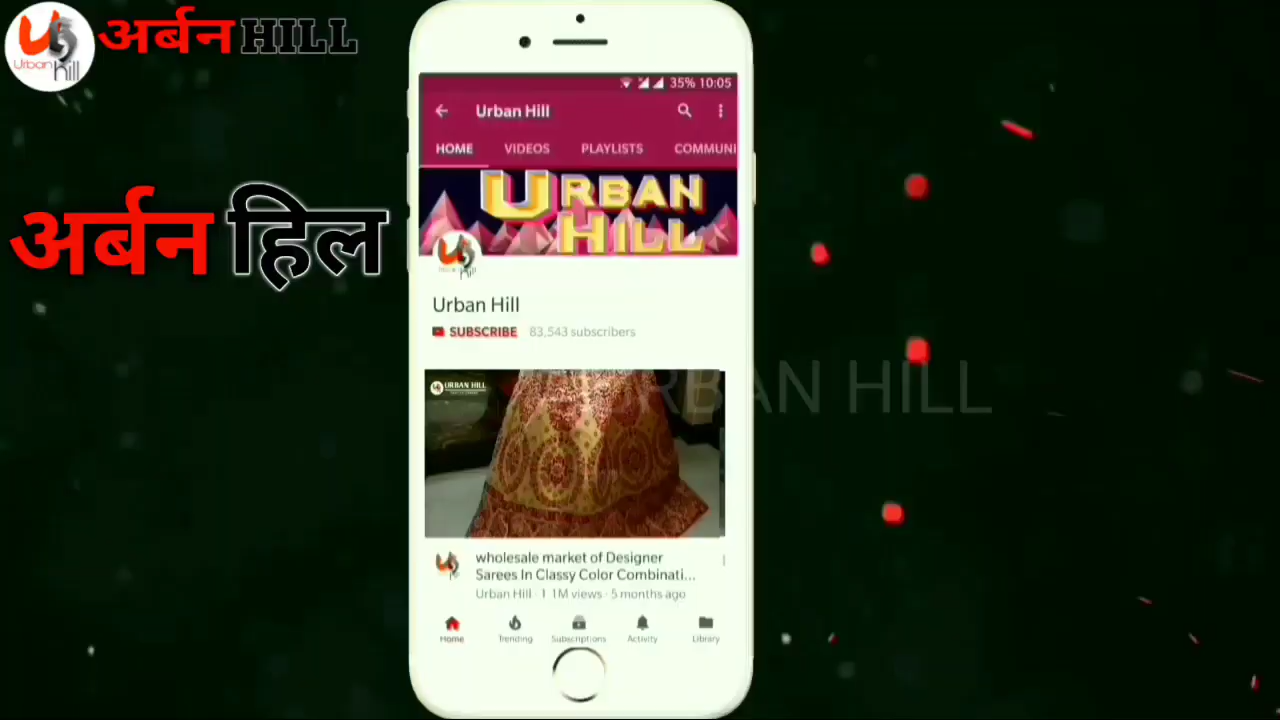 Urban
hill
अर्बन HILL
अर्बन हिल
35% 10:05
Urban Hill
HOME VIDEOS PLAYLISTS COMMUNI
URBAN
HILL
Urban Hill
SUBSCRIBE 83,543 subscribers
URBAN HILL
URBAN HILL
wholesale market of Designer
Sarees In Classy Color Combinati...
Urban Hill · 1.1M views · 5 months ago
Home Trending Subscriptions Activity Library